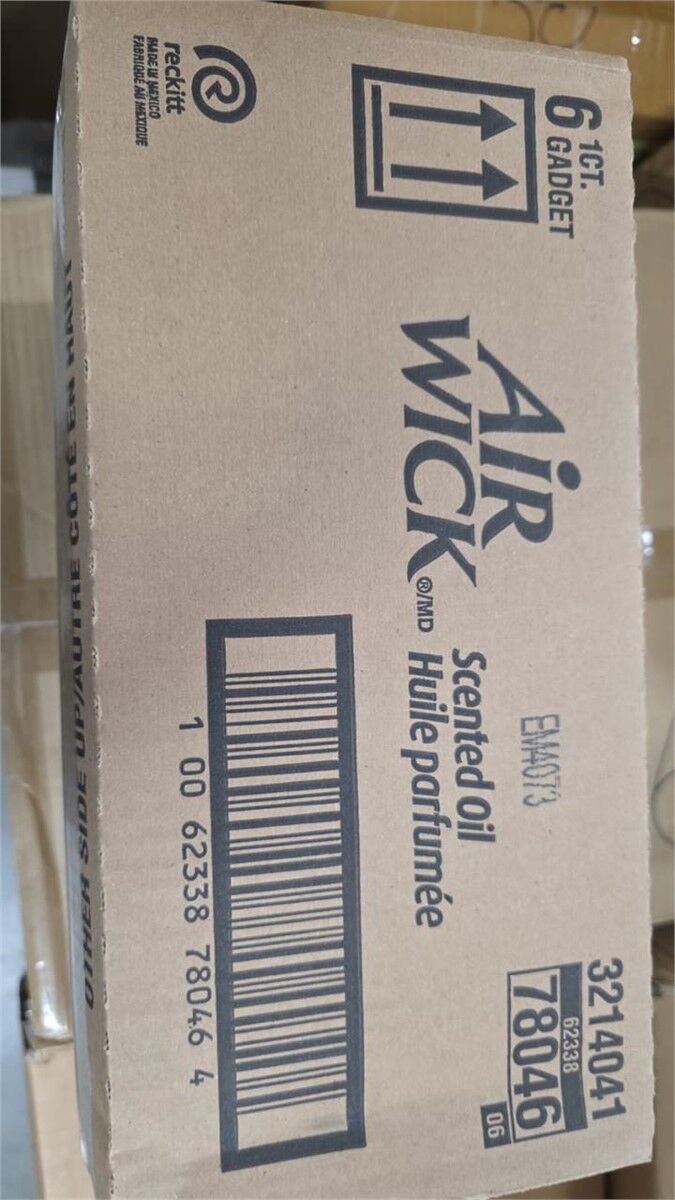 6 1CT.
GADGET
AiR
WICK®/MD
Scented Oil
Huile parfumée
EM4073
3214041
62338
78046
06
reckitt
MADE IN MEXICO
FABRIQUÉ AU MEXIQUE
1 00 62338 78046 4
OTHER SIDE UP/AUTRE CÔTÉ EN HAUT